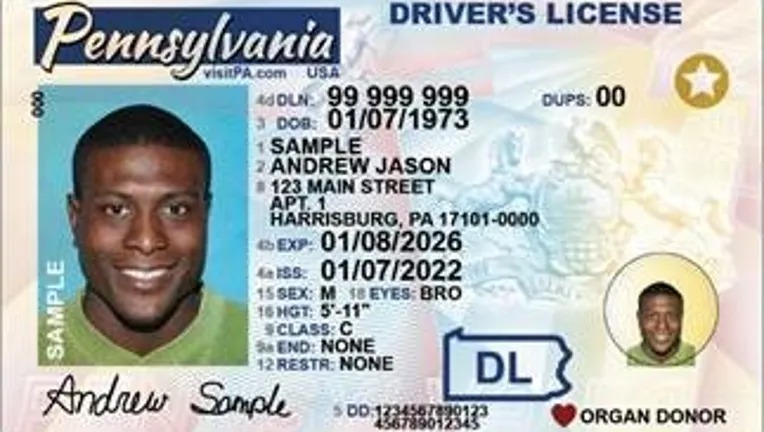 Pennsylvania
visitPA.com USA
DRIVER'S LICENSE
000
4d DLN: 99 999 999 DUPS: 00
3 DOB: 01/07/1973
1 SAMPLE
2 ANDREW JASON
8 123 MAIN STREET
APT. 1
HARRISBURG, PA 17101-0000
4b EXP: 01/08/2026
4a ISS: 01/07/2022
15 SEX: M 18 EYES: BRO
16 HGT: 5'-11"
9 CLASS: C
9a END: NONE
12 RESTR: NONE
SAMPLE
DL
Andrew Sample
5 DD: 1234567890123
456789012345
ORGAN DONOR